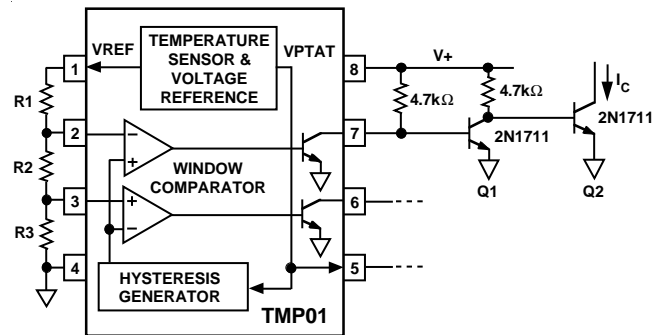 VREF
TEMPERATURE
SENSOR &
VOLTAGE
REFERENCE
VPTAT
1
2
3
4
R1
R2
R3
–
+
WINDOW
COMPARATOR
+
–
HYSTERESIS
GENERATOR
TMP01
8
7
6
5
V+
4.7kΩ
4.7kΩ
IC
2N1711
2N1711
Q1
Q2